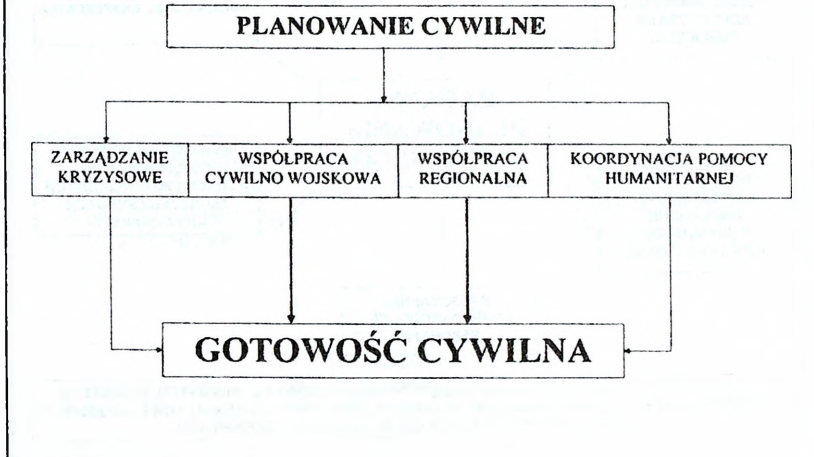 PLANOWANIE CYWILNE
ZARZĄDZANIE
KRYZYSOWE
WSPÓŁPRACA
CYWILNO WOJSKOWA
WSPÓŁPRACA
REGIONALNA
KOORDYNACJA POMOCY
HUMANITARNEJ
GOTOWOŚĆ CYWILNA